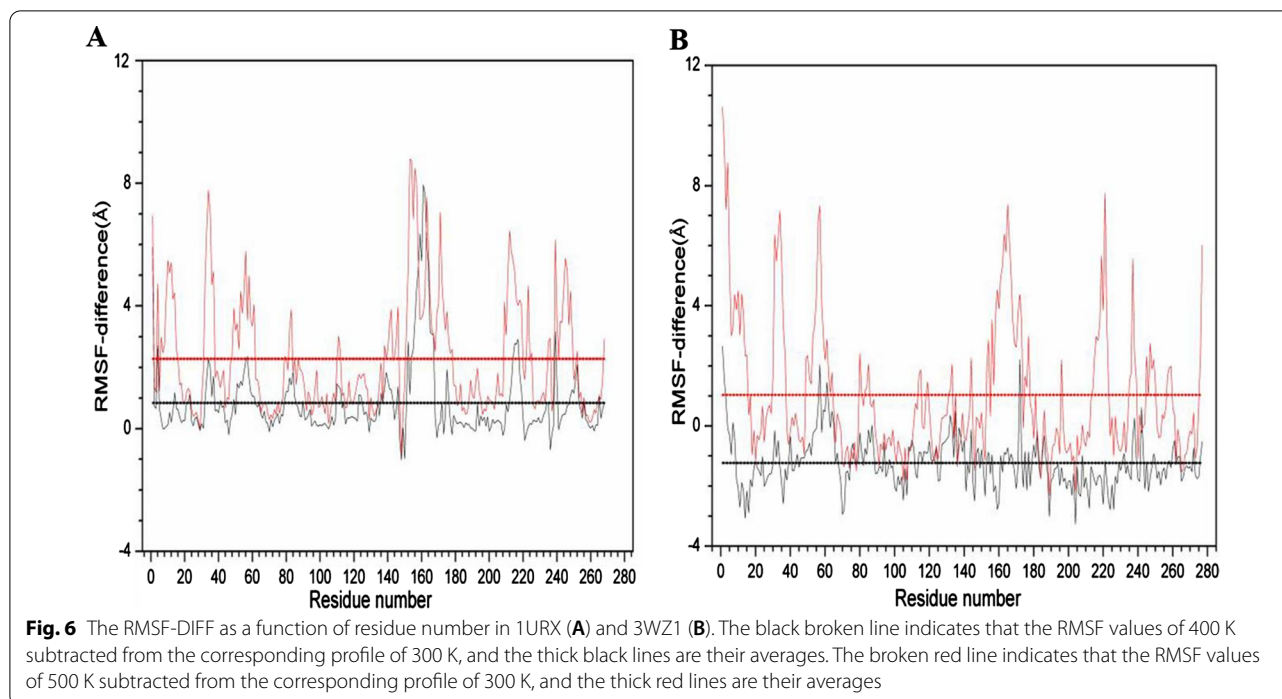 A
12
8
4
0
-4
RMSF-difference(Å)
0 20 40 60 80 100 120 140 160 180 200 220 240 260 280
Residue number
B
12
8
4
0
-4
RMSF-difference(Å)
0 20 40 60 80 100 120 140 160 180 200 220 240 260 280
Residue number
Fig. 6 The RMSF-DIFF as a function of residue number in 1URX (A) and 3WZ1 (B). The black broken line indicates that the RMSF values of 400 K
subtracted from the corresponding profile of 300 K, and the thick black lines are their averages. The broken red line indicates that the RMSF values
of 500 K subtracted from the corresponding profile of 300 K, and the thick red lines are their averages